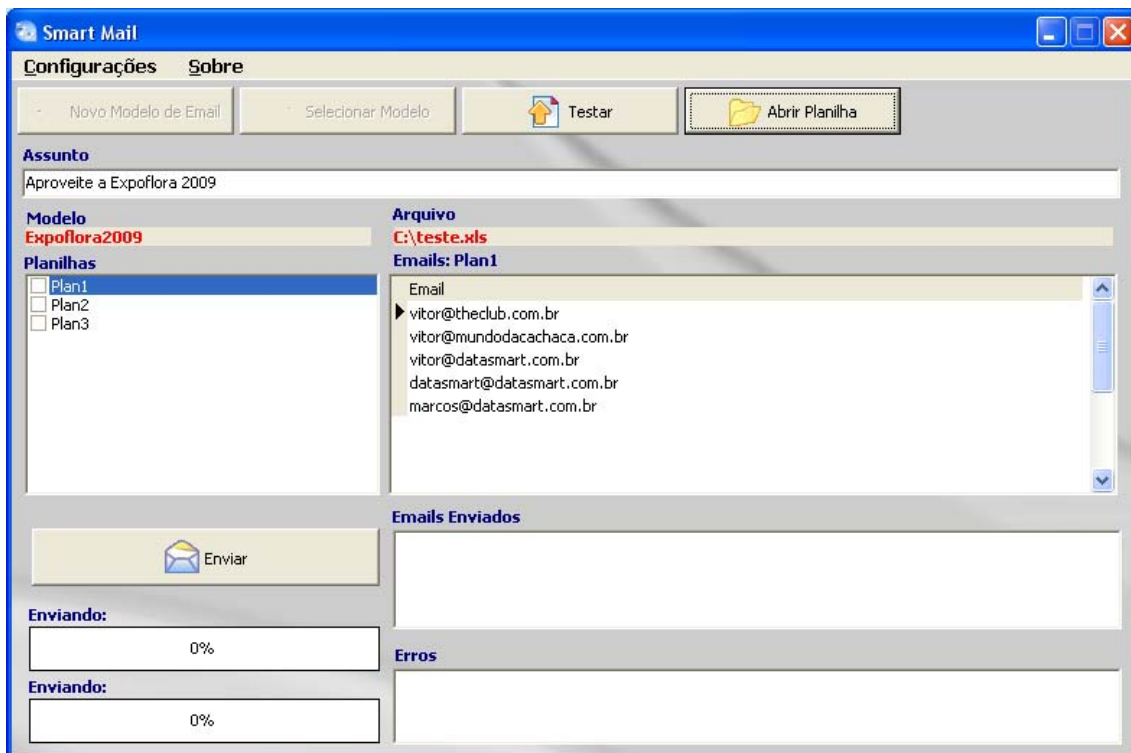 Smart Mail
Configurações Sobre
Novo Modelo de Email Selecionar Modelo Testar Abrir Planilha
Assunto
Aproveite a Expoflora 2009
Modelo
Expoflora2009
Arquivo
C:\teste.xls
Planilhas
Plan1
Plan2
Plan3
Emails: Plan1
Email
vitor@theclub.com.br
vitor@mundodacachaca.com.br
vitor@datasmart.com.br
datasmart@datasmart.com.br
marcos@datasmart.com.br
Enviar
Enviando:
0%
Enviando:
0%
Emails Enviados
Erros